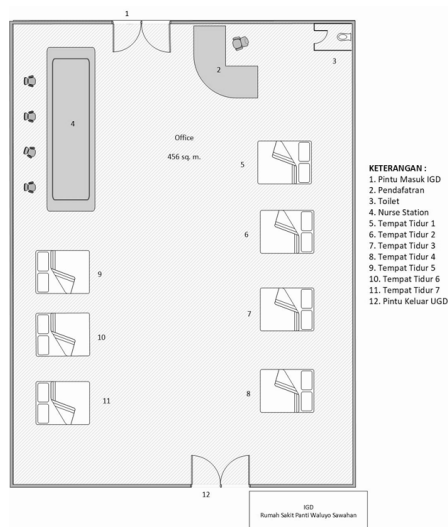 1
2
3
4
Office
456 sq. m.
5
6
7
8
9
10
11
12
KETERANGAN :
1. Pintu Masuk IGD
2. Pendafatran
3. Toilet
4. Nurse Station
5. Tempat Tidur 1
6. Tempat Tidur 2
7. Tempat Tidur 3
8. Tempat Tidur 4
9. Tempat Tidur 5
10. Tempat Tidur 6
11. Tempat Tidur 7
12. Pintu Keluar UGD
IGD
Rumah Sakit Panti Waluyo Sawahan